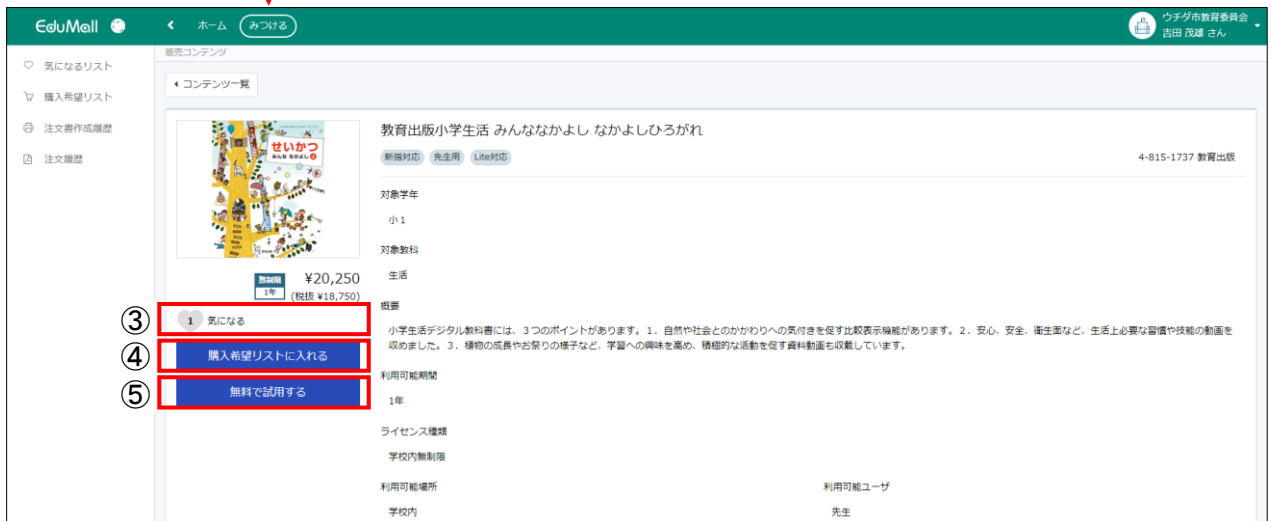 EduMall
ホーム
みつける
ウチダ市教育委員会
吉田 茂雄 さん
気になるリスト
購入希望リスト
注文書作成履歴
注文履歴
販売コンテンツ
コンテンツ一覧
せいかつ
みんな なかよし
教育出版小学生活 みんななかよし なかよしひろがれ
新指対応 先生用 Lite対応
4-815-1737 教育出版
対象学年
小1
対象教科
生活
無制限
1年
¥20,250
(税抜 ¥18,750)
③
1 気になる
④
購入希望リストに入れる
⑤
無料で試用する
概要
小学生活デジタル教科書には、3つのポイントがあります。1．自然や社会とのかかわりへの気付きを促す比較表示機能があります。2．安心、安全、衛生面など、生活上必要な習慣や技能の動画を
収めました。3．植物の成長やお祭りの様子など、学習への興味を高め、積極的な活動を促す資料動画も収載しています。
利用可能期間
1年
ライセンス種類
学校内無制限
利用可能場所
学校内
利用可能ユーザ
先生